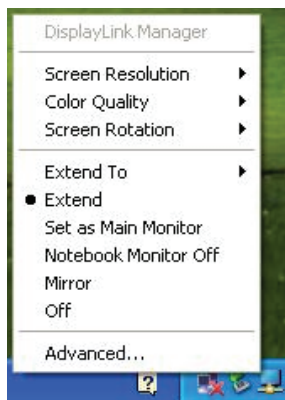 DisplayLink Manager
Screen Resolution
Color Quality
Screen Rotation
Extend To
Extend
Set as Main Monitor
Notebook Monitor Off
Mirror
Off
Advanced...
?